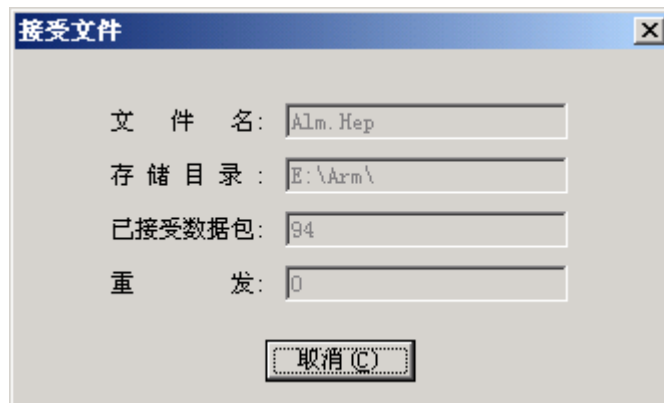 接受文件
文 件 名: Alm.Hep
存 储 目 录 : E:\Arm\
已接受数据包: 94
重 发: 0
取消(C)